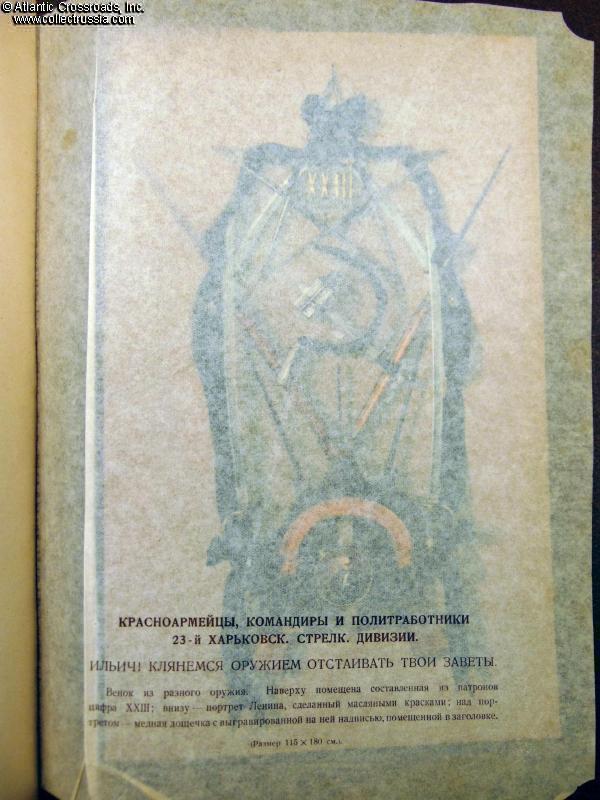 © Atlantic Crossroads, Inc.
www.collectrussia.com
XXIII
КРАСНОАРМЕЙЦЫ, КОМАНДИРЫ И ПОЛИТРАБОТНИКИ
23-й ХАРЬКОВСК. СТРЕЛК. ДИВИЗИИ.
ИЛЬИЧ! КЛЯНЕМСЯ ОРУЖИЕМ ОТСТАИВАТЬ ТВОИ ЗАВЕТЫ.
Венок из разного оружия. Наверху помещена составленная из патронов
цифра XXIII; внизу — портрет Ленина, сделанный масляными красками; над пор-
третом — медная дощечка с выгравированной на ней надписью, помещенной в заголовке.
(Размер 115 × 180 см.).